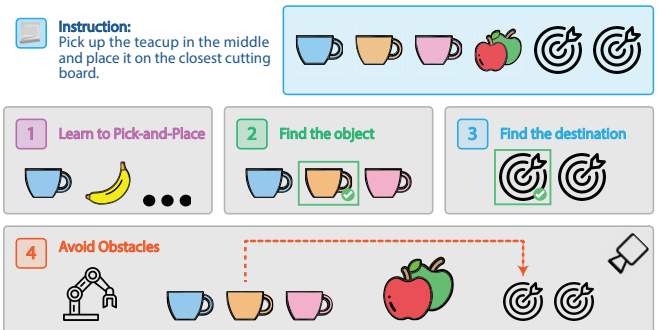 Instruction:
Pick up the teacup in the middle
and place it on the closest cutting
board.
1 Learn to Pick-and-Place
2 Find the object
3 Find the destination
4 Avoid Obstacles